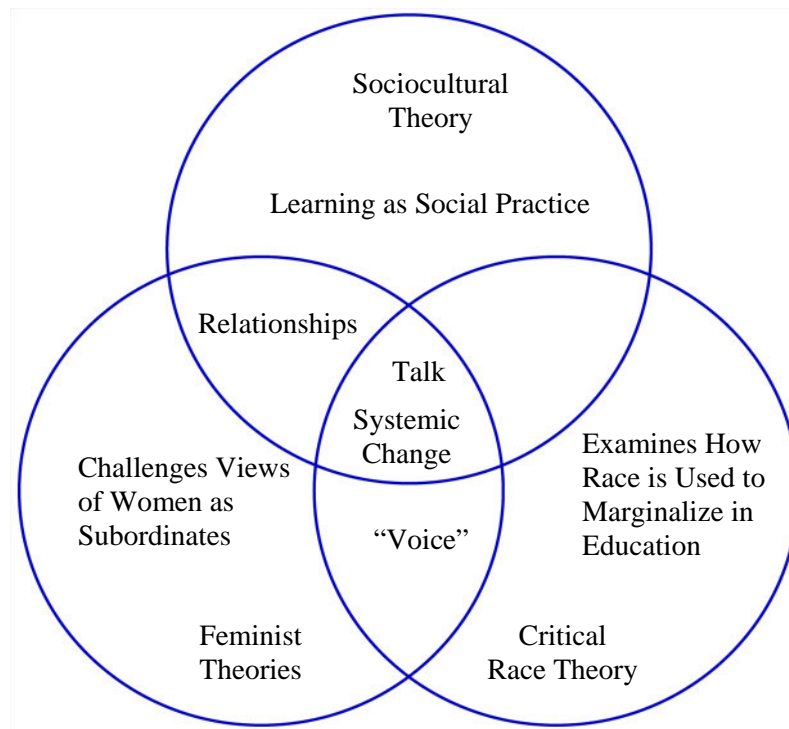 Sociocultural
Theory
Learning as Social Practice
Relationships
Talk
Systemic
Change
Challenges Views
of Women as
Subordinates
“Voice”
Examines How
Race is Used to
Marginalize in
Education
Feminist
Theories
Critical
Race Theory